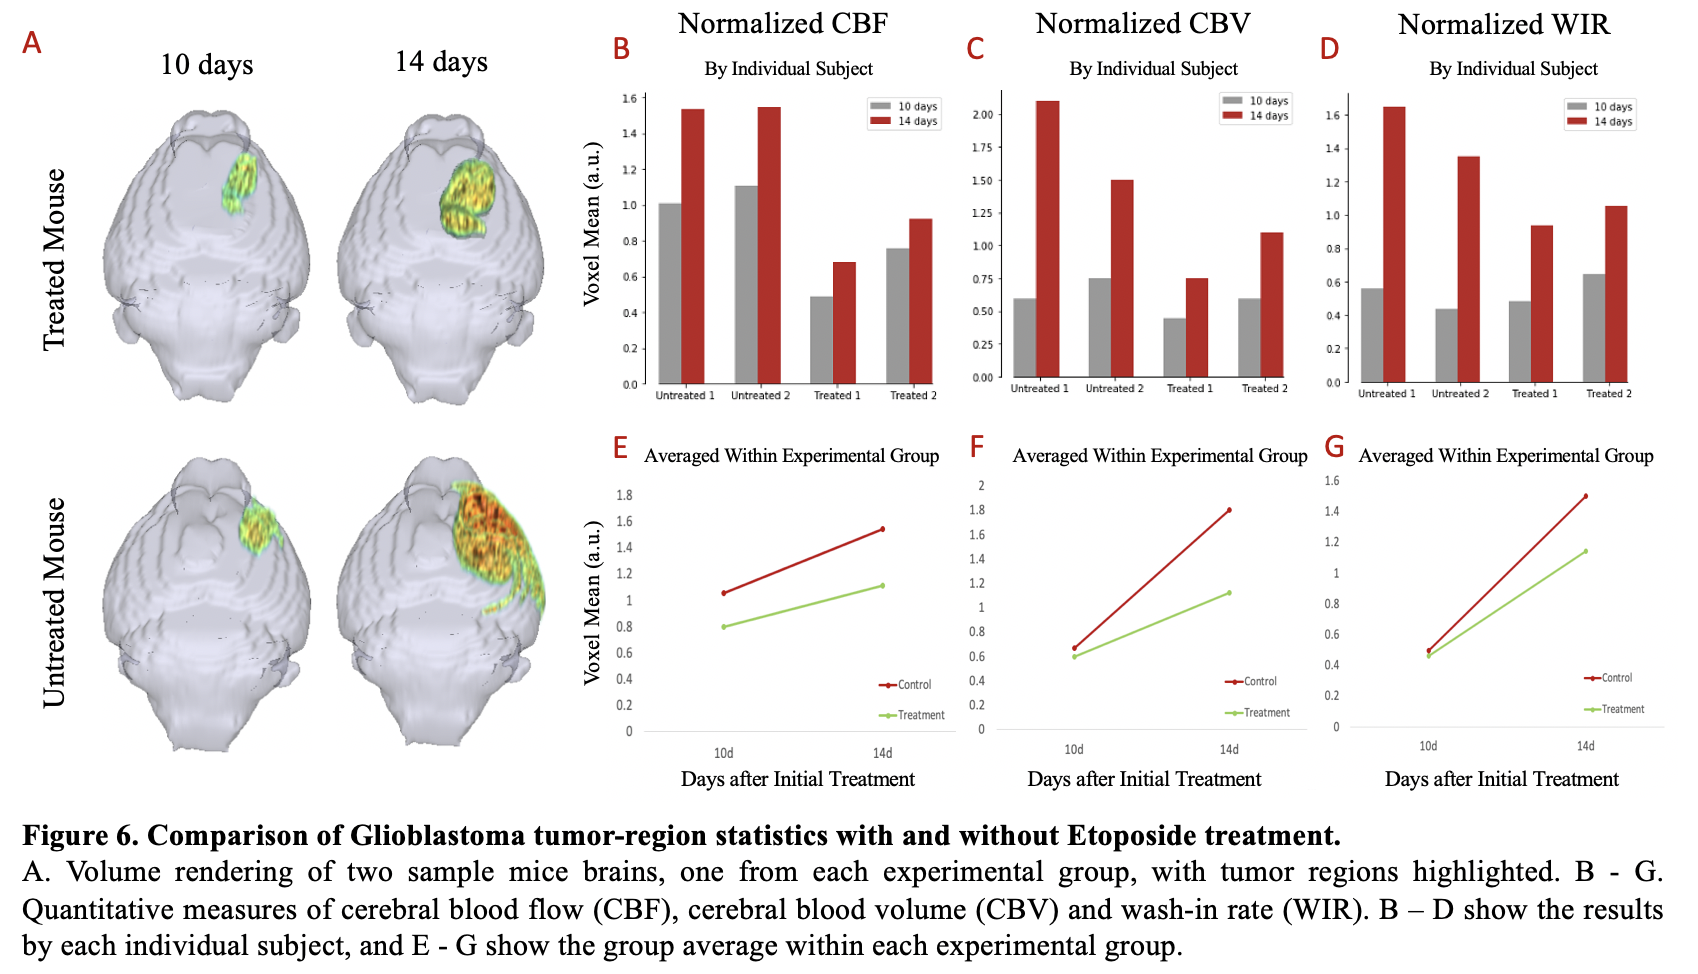 A
10 days
14 days
Treated Mouse
Untreated Mouse
Normalized CBF
B
By Individual Subject
Voxel Mean (a.u.)
1.6
1.4
1.2
1.0
0.8
0.6
0.4
0.2
0.0
10 days
14 days
Untreated 1
Untreated 2
Treated 1
Treated 2
Normalized CBV
C
By Individual Subject
2.00
1.75
1.50
1.25
1.00
0.75
0.50
0.25
0.00
10 days
14 days
Untreated 1
Untreated 2
Treated 1
Treated 2
Normalized WIR
D
By Individual Subject
1.6
1.4
1.2
1.0
0.8
0.6
0.4
0.2
0.0
10 days
14 days
Untreated 1
Untreated 2
Treated 1
Treated 2
E
Averaged Within Experimental Group
Voxel Mean (a.u.)
1.8
1.6
1.4
1.2
1
0.8
0.6
0.4
0.2
0
Control
Treatment
10d
14d
Days after Initial Treatment
F
Averaged Within Experimental Group
2
1.8
1.6
1.4
1.2
1
0.8
0.6
0.4
0.2
0
Control
Treatment
10d
14d
Days after Initial Treatment
G
Averaged Within Experimental Group
1.6
1.4
1.2
1
0.8
0.6
0.4
0.2
0
Control
Treatment
10d
14d
Days after Initial Treatment
Figure 6. Comparison of Glioblastoma tumor-region statistics with and without Etoposide treatment.
A. Volume rendering of two sample mice brains, one from each experimental group, with tumor regions highlighted. B - G.
Quantitative measures of cerebral blood flow (CBF), cerebral blood volume (CBV) and wash-in rate (WIR). B – D show the results
by each individual subject, and E - G show the group average within each experimental group.